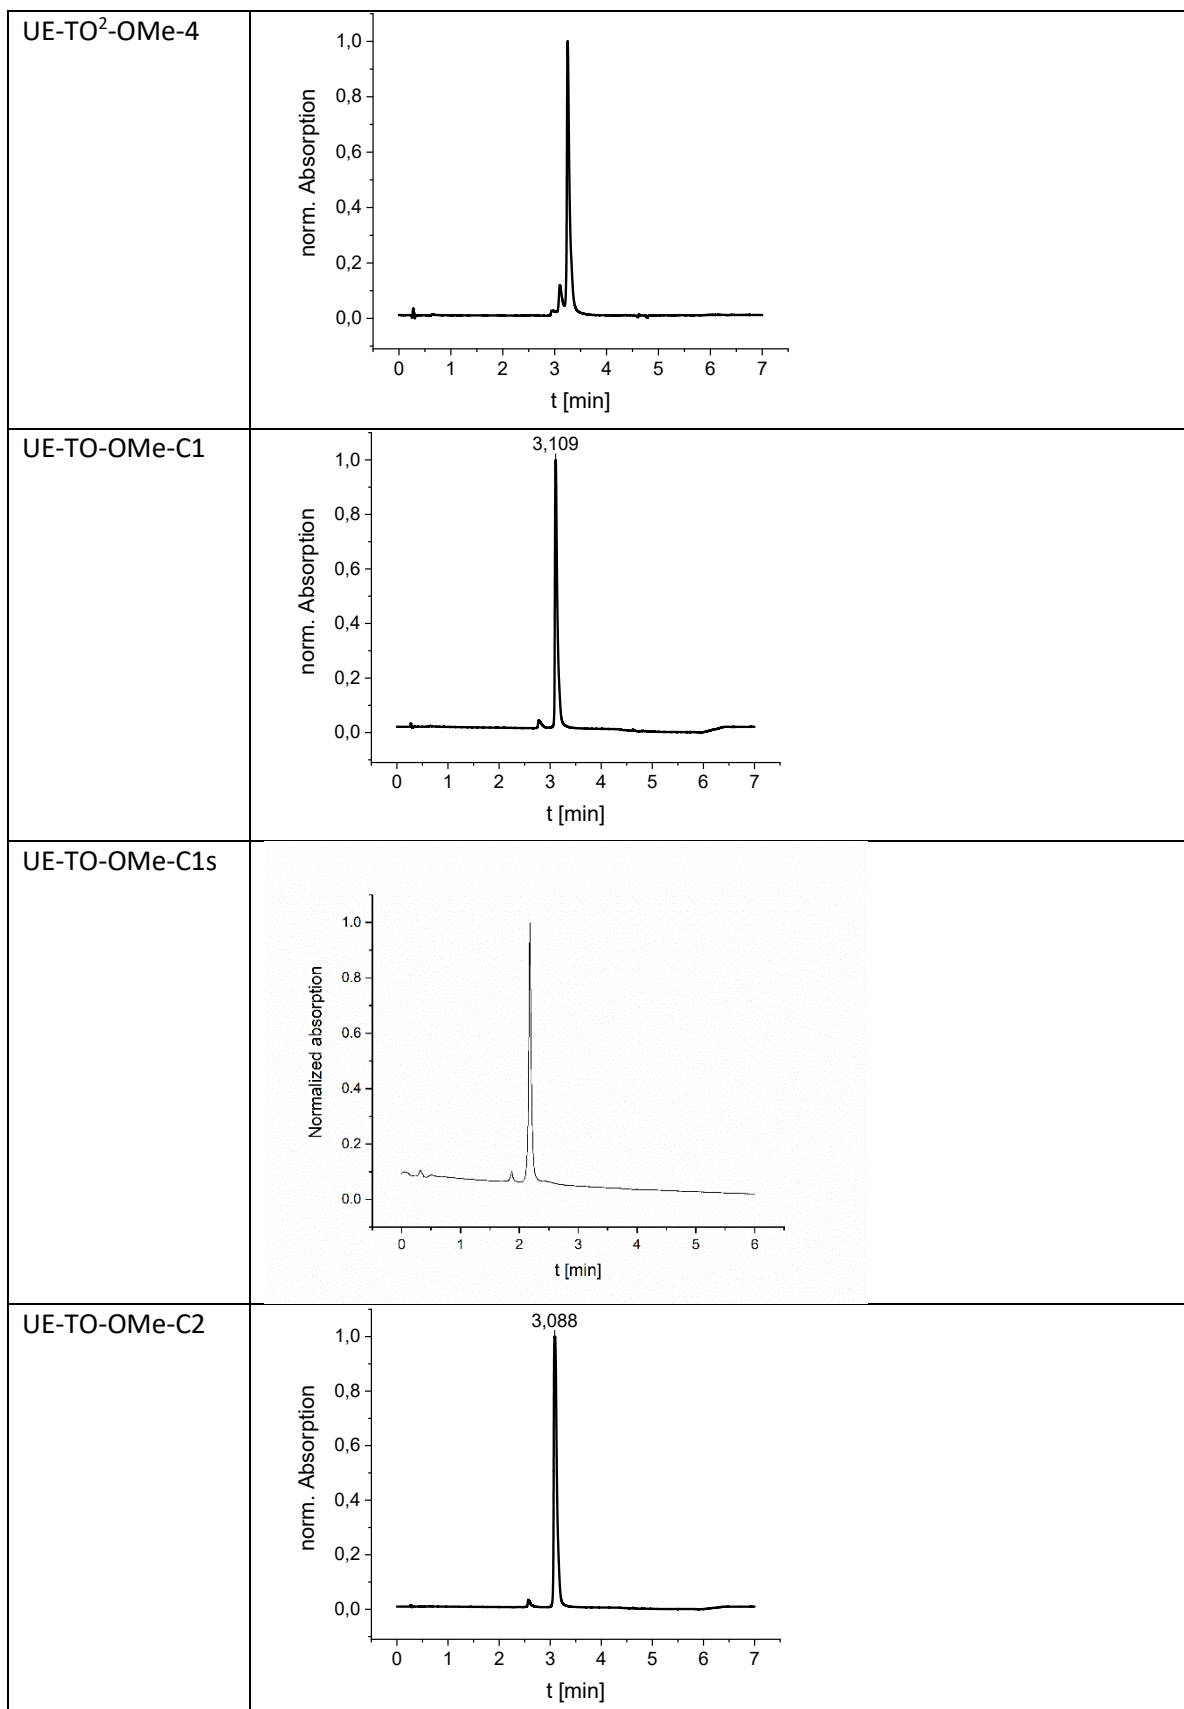 UE-TO²-OMe-4
norm. Absorption
1,0
0,8
0,6
0,4
0,2
0,0
0 1 2 3 4 5 6 7
t [min]
UE-TO-OMe-C1
3,109
norm. Absorption
1,0
0,8
0,6
0,4
0,2
0,0
0 1 2 3 4 5 6 7
t [min]
UE-TO-OMe-C1s
Normalized absorption
1.0
0.8
0.6
0.4
0.2
0.0
0 1 2 3 4 5 6
t [min]
UE-TO-OMe-C2
3,088
norm. Absorption
1,0
0,8
0,6
0,4
0,2
0,0
0 1 2 3 4 5 6 7
t [min]